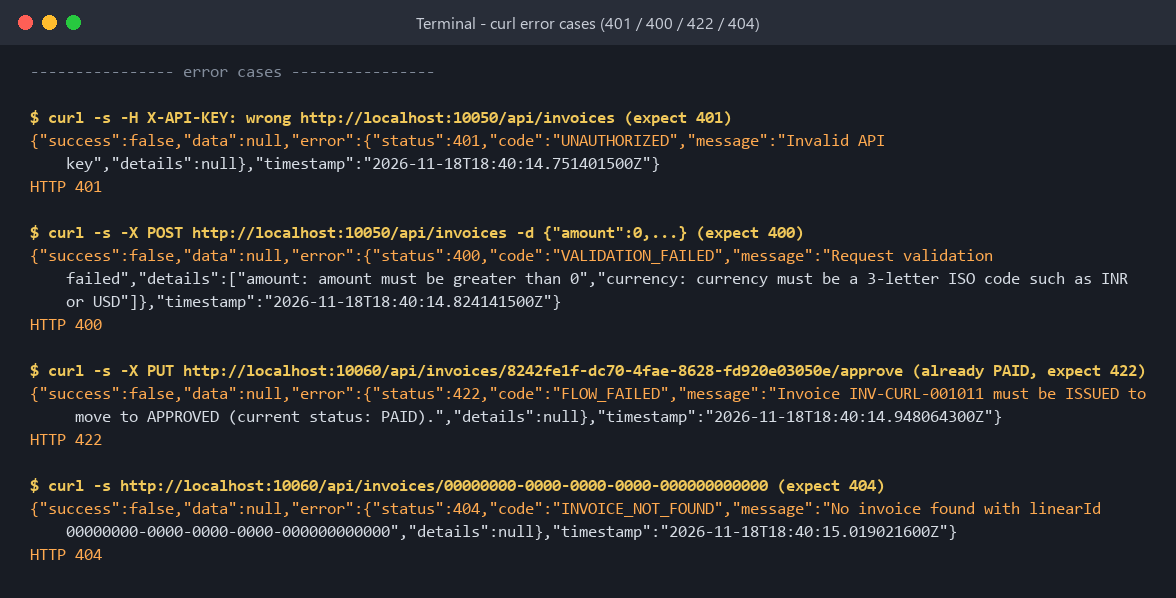 Terminal - curl error cases (401 / 400 / 422 / 404)
---------------- error cases ----------------
$ curl -s -H X-API-KEY: wrong http://localhost:10050/api/invoices (expect 401)
{"success":false,"data":null,"error":{"status":401,"code":"UNAUTHORIZED","message":"Invalid API
key","details":null},"timestamp":"2026-11-18T18:40:14.751401500Z"}
HTTP 401
$ curl -s -X POST http://localhost:10050/api/invoices -d {"amount":0,...} (expect 400)
{"success":false,"data":null,"error":{"status":400,"code":"VALIDATION_FAILED","message":"Request validation
failed","details":["amount: amount must be greater than 0","currency: currency must be a 3-letter ISO code such as INR
or USD"]},"timestamp":"2026-11-18T18:40:14.824141500Z"}
HTTP 400
$ curl -s -X PUT http://localhost:10060/api/invoices/8242fe1f-dc70-4fae-8628-fd920e03050e/approve (already PAID, expect 422)
{"success":false,"data":null,"error":{"status":422,"code":"FLOW_FAILED","message":"Invoice INV-CURL-001011 must be ISSUED to
move to APPROVED (current status: PAID).","details":null},"timestamp":"2026-11-18T18:40:14.948064300Z"}
HTTP 422
$ curl -s http://localhost:10060/api/invoices/00000000-0000-0000-0000-000000000000 (expect 404)
{"success":false,"data":null,"error":{"status":404,"code":"INVOICE_NOT_FOUND","message":"No invoice found with linearId
00000000-0000-0000-0000-000000000000","details":null},"timestamp":"2026-11-18T18:40:15.019021600Z"}
HTTP 404